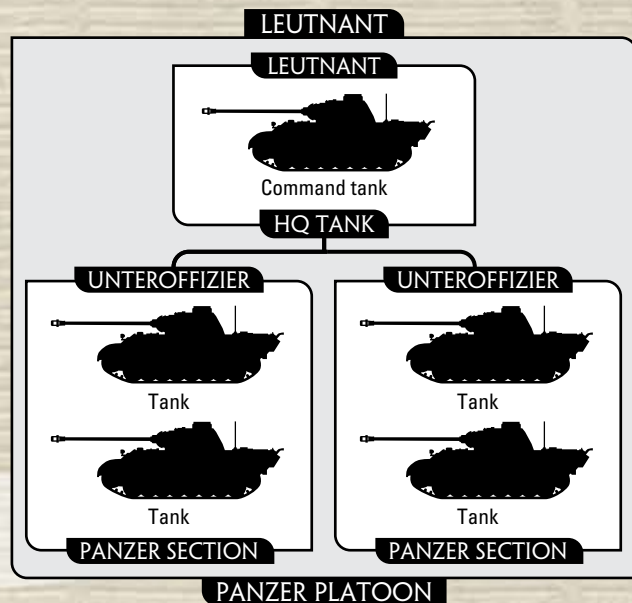 LEUTNANT
LEUTNANT
Command tank
HQ TANK
UNTEROFFIZIER
UNTEROFFIZIER
Tank
Tank
Tank
Tank
PANZER SECTION
PANZER SECTION
PANZER PLATOON